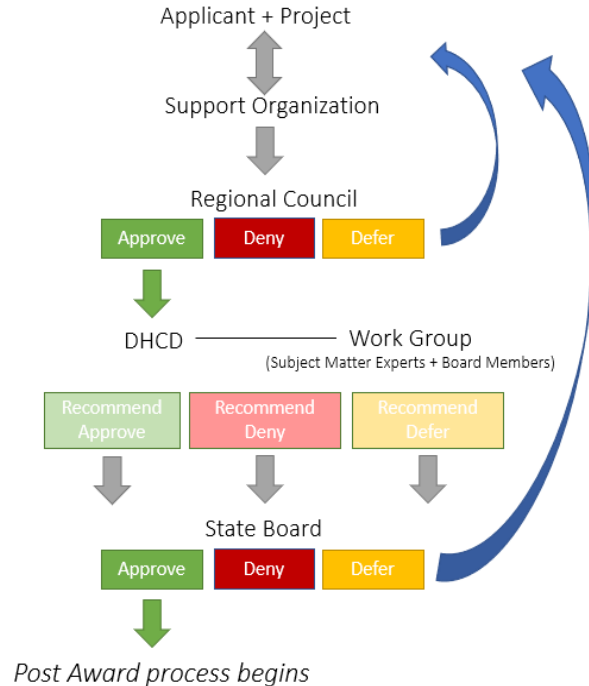 Applicant + Project
Support Organization
Regional Council
Approve
Deny
Defer
DHCD
Work Group
(Subject Matter Experts + Board Members)
Recommend
Approve
Recommend
Deny
Recommend
Defer
State Board
Approve
Deny
Defer
Post Award process begins